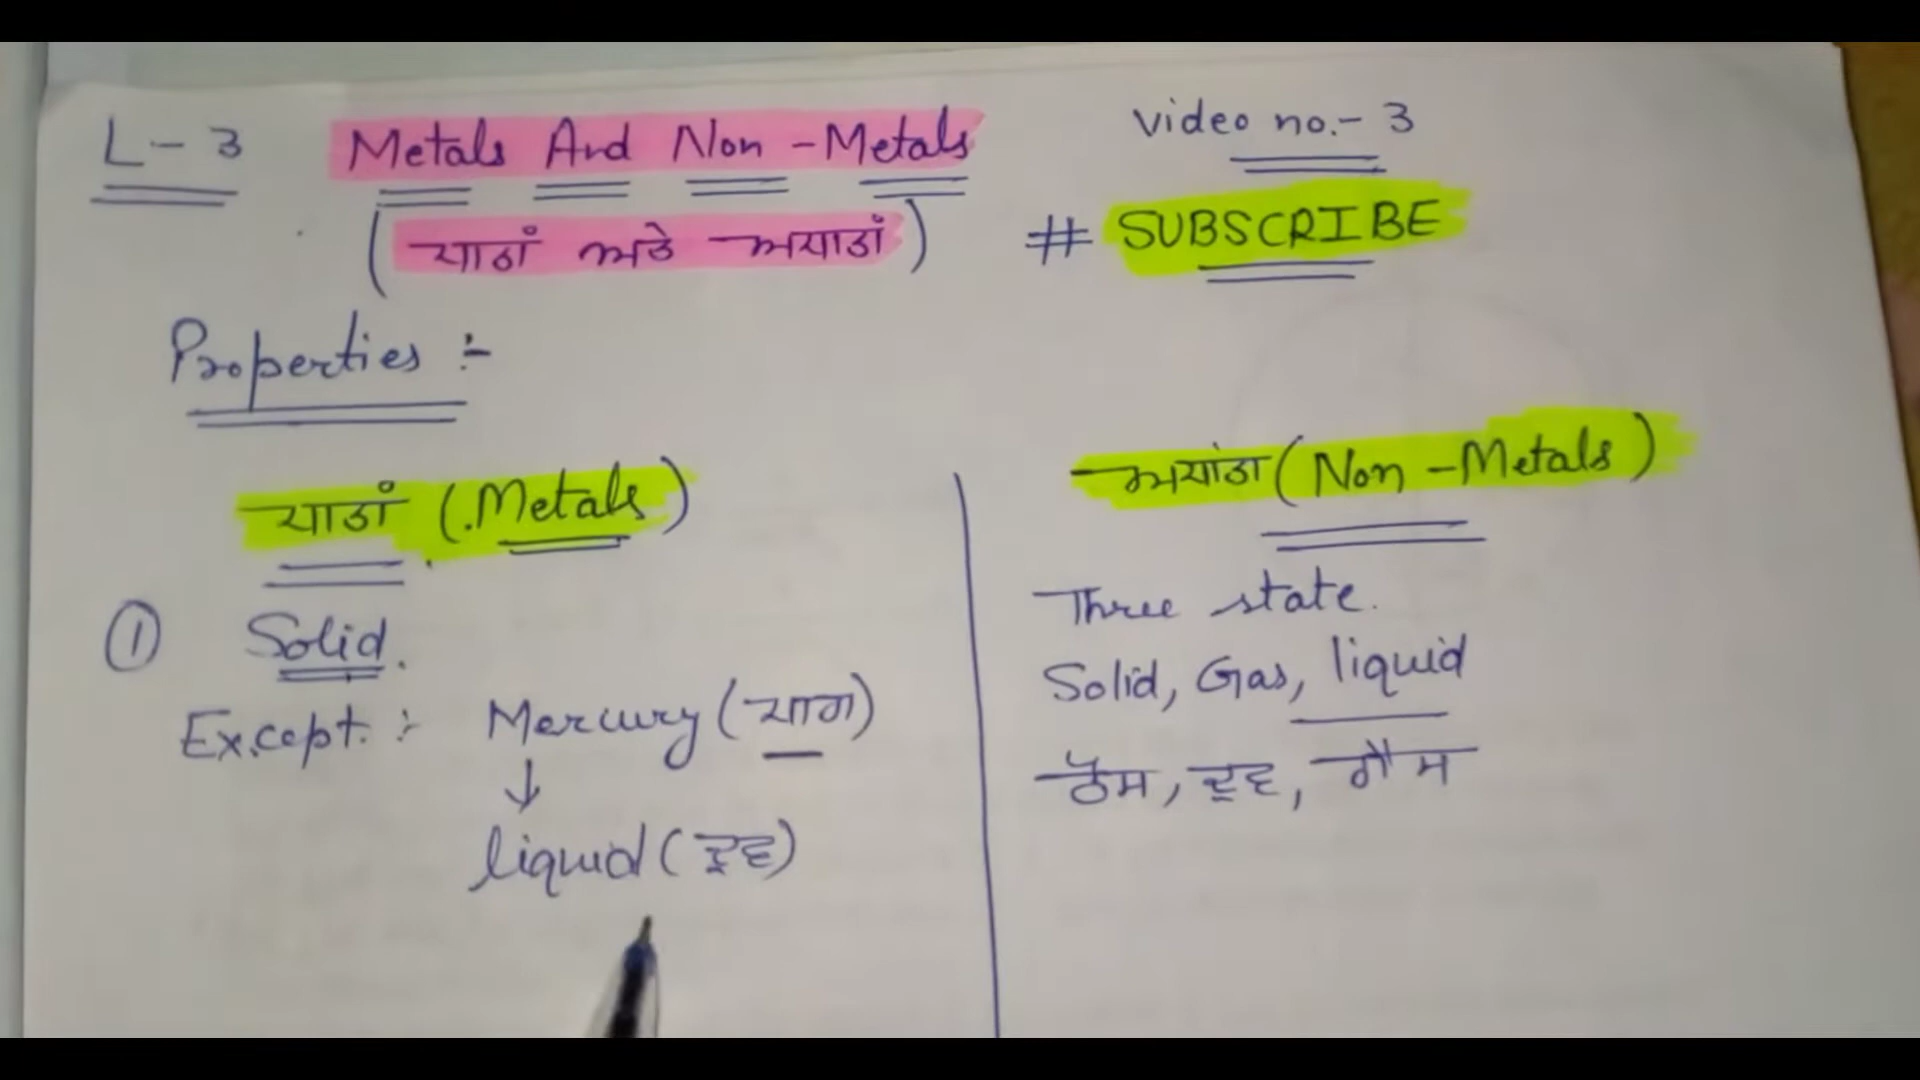 L - 3 Metals And Non - Metals Video no.- 3
(ਧਾਤਾਂ ਅਤੇ ਅਧਾਤਾਂ) # SUBSCRIBE
Properties :-
ਧਾਤਾਂ (Metals)
① Solid.
Except :- Mercury (ਪਾਰਾ)
↓
liquid (ਦ੍ਰਵ)
ਅਧਾਂਤਾ (Non - Metals)
Three state.
Solid, Gas, liquid
ਠੋਸ, ਦ੍ਰਵ, ਗੈਸ